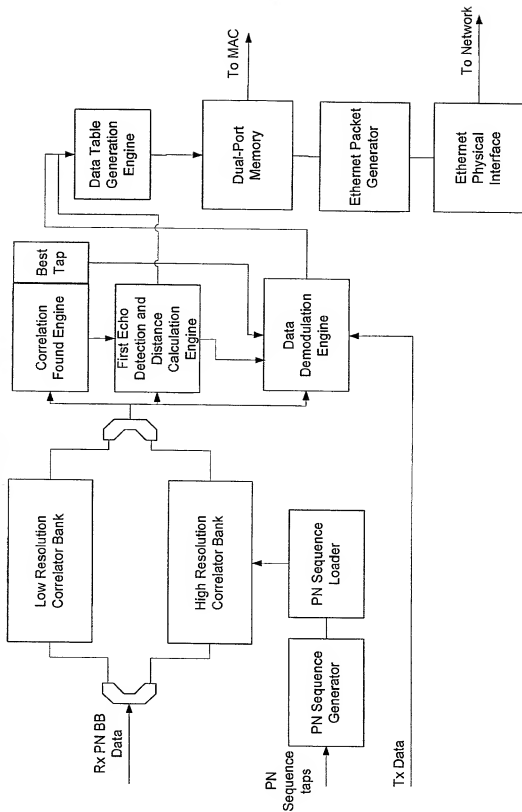 Rx PN BB
Data
Low Resolution
Correlator Bank
High Resolution
Correlator Bank
PN
Sequence
taps
PN Sequence
Generator
PN Sequence
Loader
Tx Data
Correlation
Found Engine
Best
Tap
First Echo
Detection and
Distance
Calculation
Engine
Data
Demodulation
Engine
Data Table
Generation
Engine
Dual-Port
Memory
To MAC
Ethernet Packet
Generator
Ethernet
Physical
Interface
To Network